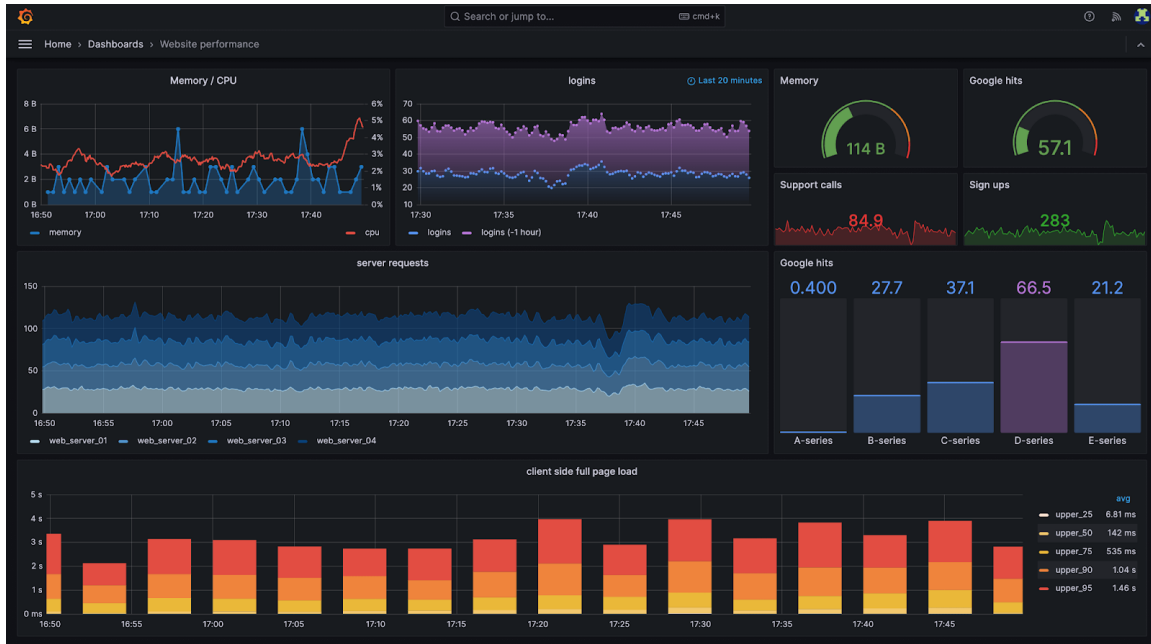 Search or jump to...
cmd+k
Home › Dashboards › Website performance
Memory / CPU
8 B
6 B
4 B
2 B
0 B
6%
5%
4%
3%
2%
1%
0%
16:50 17:00 17:10 17:20 17:30 17:40
memory
cpu
logins
Last 20 minutes
70
60
50
40
30
20
10
17:30 17:35 17:40 17:45
logins logins (-1 hour)
Memory
114 B
Google hits
57.1
Support calls
84.9
Sign ups
283
server requests
150
100
50
0
16:50 16:55 17:00 17:05 17:10 17:15 17:20 17:25 17:30 17:35 17:40 17:45
web_server_01 web_server_02 web_server_03 web_server_04
Google hits
0.400 27.7 37.1 66.5 21.2
A-series B-series C-series D-series E-series
client side full page load
5 s
4 s
3 s
2 s
1 s
0 ms
16:50 16:55 17:00 17:05 17:10 17:15 17:20 17:25 17:30 17:35 17:40 17:45
avg
upper_25 6.81 ms
upper_50 142 ms
upper_75 535 ms
upper_90 1.04 s
upper_95 1.46 s